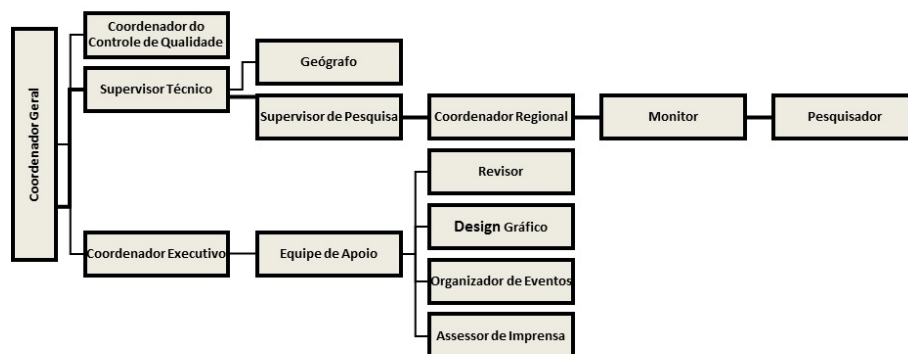 Coordenador Geral
Coordenador do
Controle de Qualidade
Supervisor Técnico
Geógrafo
Supervisor de Pesquisa
Coordenador Regional
Monitor
Pesquisador
Coordenador Executivo
Equipe de Apoio
Revisor
Design Gráfico
Organizador de Eventos
Assessor de Imprensa